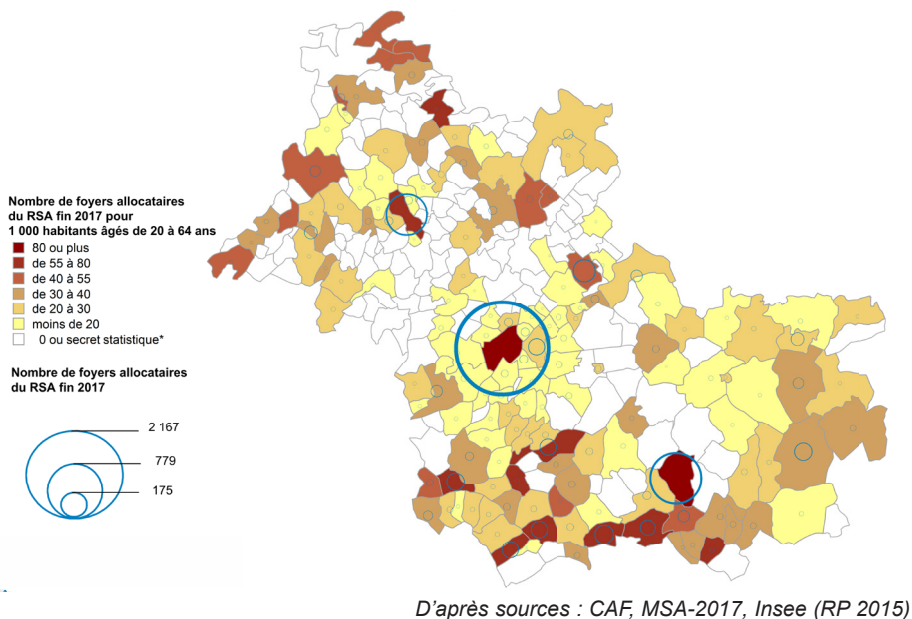 Nombre de foyers allocataires
du RSA fin 2017 pour
1 000 habitants âgés de 20 à 64 ans
80 ou plus
de 55 à 80
de 40 à 55
de 30 à 40
de 20 à 30
moins de 20
0 ou secret statistique*
Nombre de foyers allocataires
du RSA fin 2017
2 167
779
175
D'après sources : CAF, MSA-2017, Insee (RP 2015)